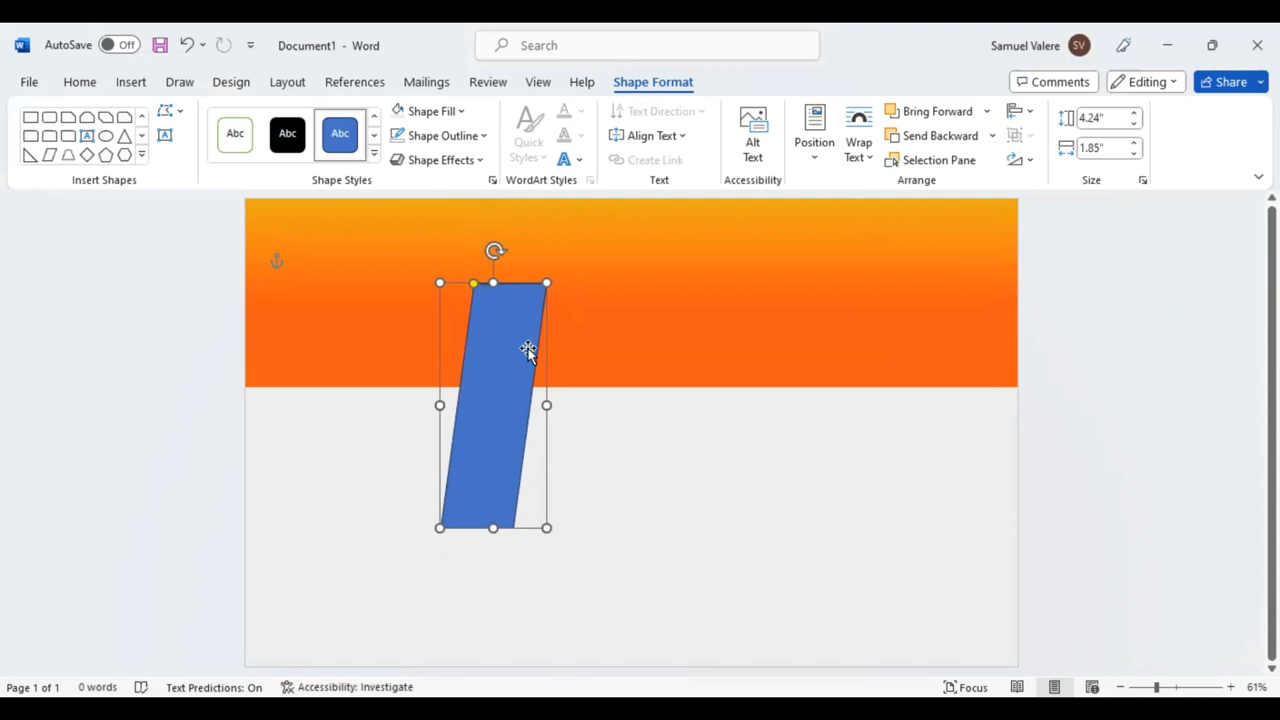 AutoSave Off Document1 - Word Search Samuel Valere SV
File Home Insert Draw Design Layout References Mailings Review View Help Shape Format Comments Editing Share
Abc Abc Abc Shape Fill Shape Outline Shape Effects Quick Styles Text Direction Align Text Create Link Alt Text Position Wrap Text Bring Forward Send Backward Selection Pane 4.24" 1.85"
Insert Shapes Shape Styles WordArt Styles Text Accessibility Arrange Size
Page 1 of 1 0 words Text Predictions: On Accessibility: Investigate Focus 61%